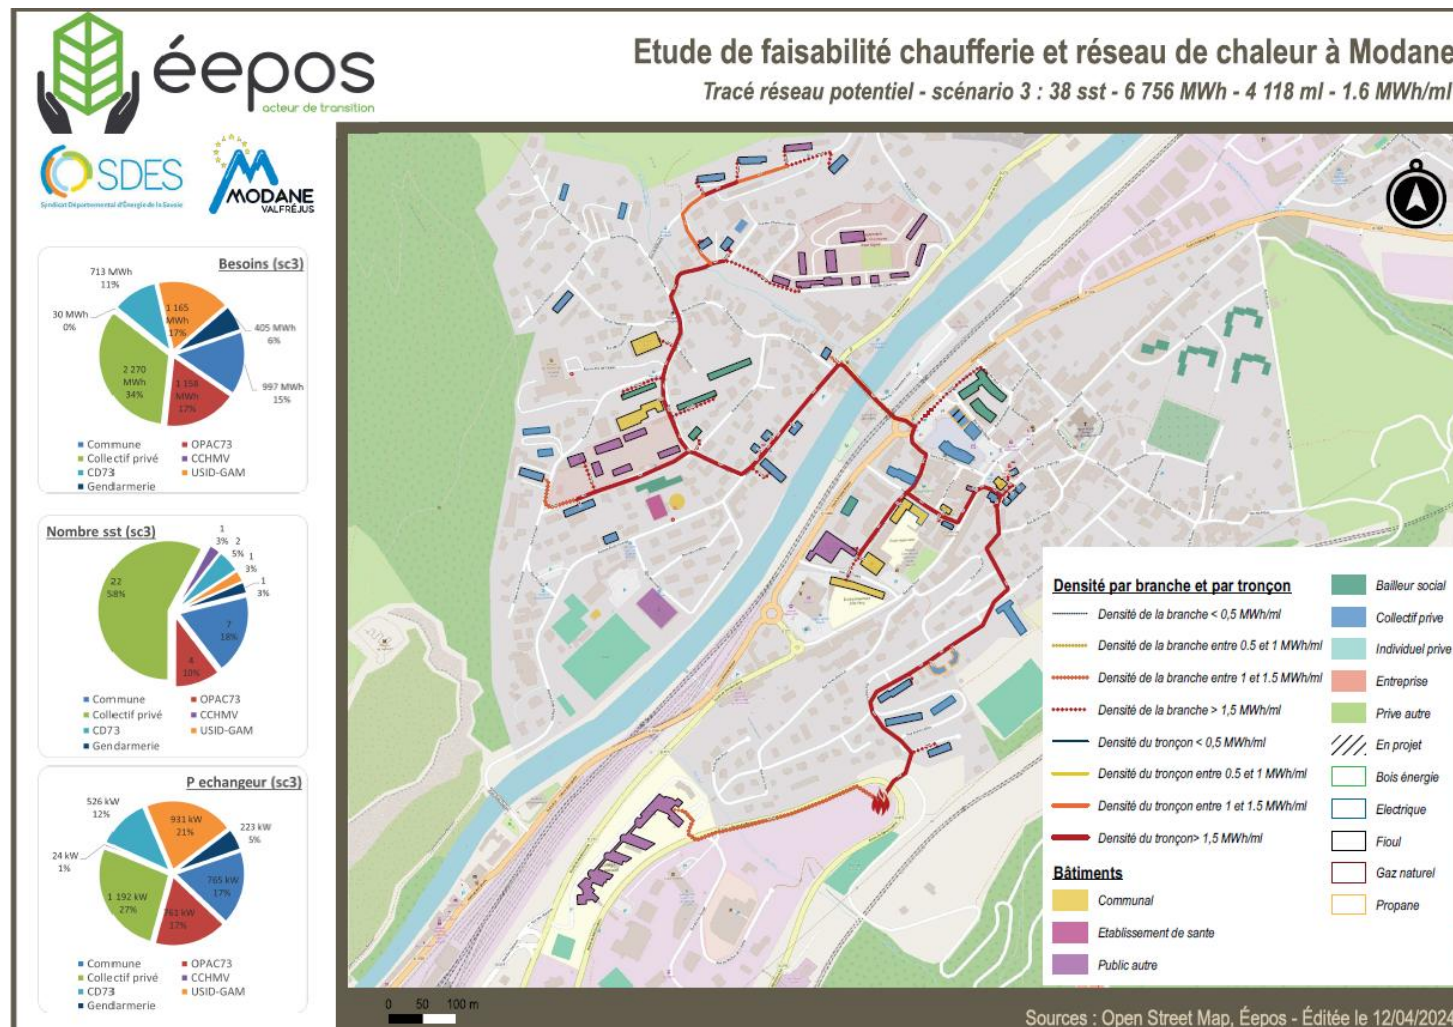 éepos
acteur de transition
SDES
Syndicat Départemental d'Énergie de la Savoie
MODANE
VALFRÉJUS
Etude de faisabilité chaufferie et réseau de chaleur à Modane
Tracé réseau potentiel - scénario 3 : 38 sst - 6 756 MWh - 4 118 ml - 1.6 MWh/ml
Besoins (sc3)
713 MWh
11%
1 165
MWh
17%
30 MWh
0%
405 MWh
6%
2 270
MWh
34%
1 158
MWh
17%
997 MWh
15%
Commune
OPAC73
Collectif privé
CCHMV
CD73
USID-GAM
Gendarmerie
Nombre sst (sc3)
1
3%
2
5%
1
3%
1
3%
22
58%
7
18%
4
10%
Commune
OPAC73
Collectif privé
CCHMV
CD73
USID-GAM
Gendarmerie
P echangeur (sc3)
526 kW
12%
931 kW
21%
223 kW
5%
24 kW
1%
1 192 kW
27%
765 kW
17%
761 kW
17%
Commune
OPAC73
Collectif privé
CCHMV
CD73
USID-GAM
Gendarmerie
Densité par branche et par tronçon
Densité de la branche < 0,5 MWh/ml
Densité de la branche entre 0.5 et 1 MWh/ml
Densité de la branche entre 1 et 1.5 MWh/ml
Densité de la branche > 1,5 MWh/ml
Densité du tronçon < 0,5 MWh/ml
Densité du tronçon entre 0.5 et 1 MWh/ml
Densité du tronçon entre 1 et 1.5 MWh/ml
Densité du tronçon> 1,5 MWh/ml
Bâtiments
Communal
Etablissement de sante
Public autre
Bailleur social
Collectif prive
Individuel prive
Entreprise
Prive autre
En projet
Bois énergie
Electrique
Fioul
Gaz naturel
Propane
0 50 100 m
Sources : Open Street Map, Éepos - Éditée le 12/04/2024